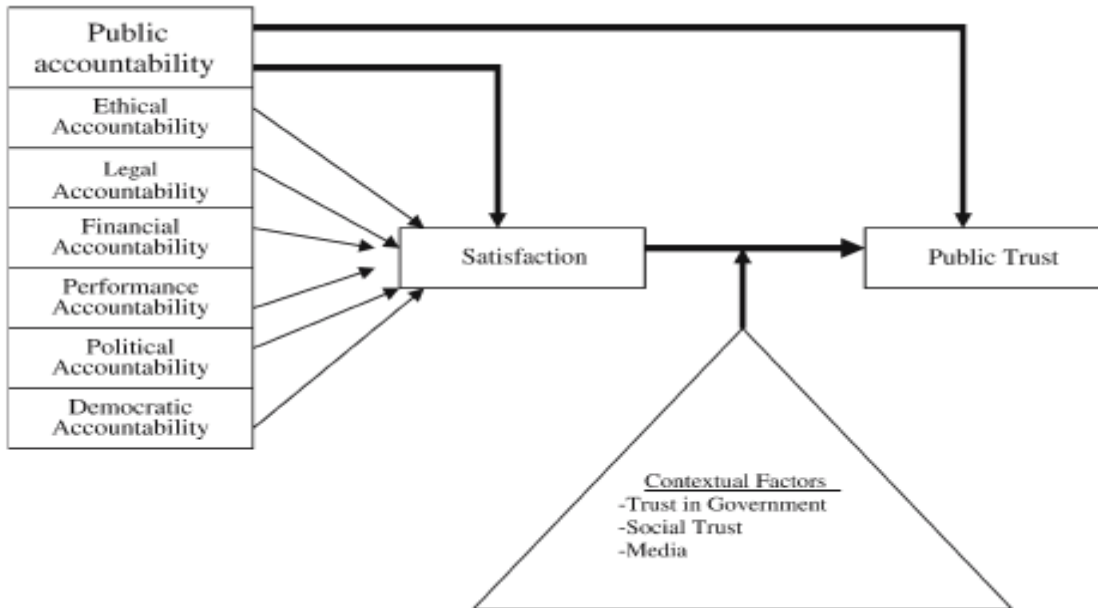 Public
accountability
Ethical
Accountability
Legal
Accountability
Financial
Accountability
Performance
Accountability
Political
Accountability
Democratic
Accountability
Satisfaction
Public Trust
Contextual Factors
-Trust in Government
-Social Trust
-Media